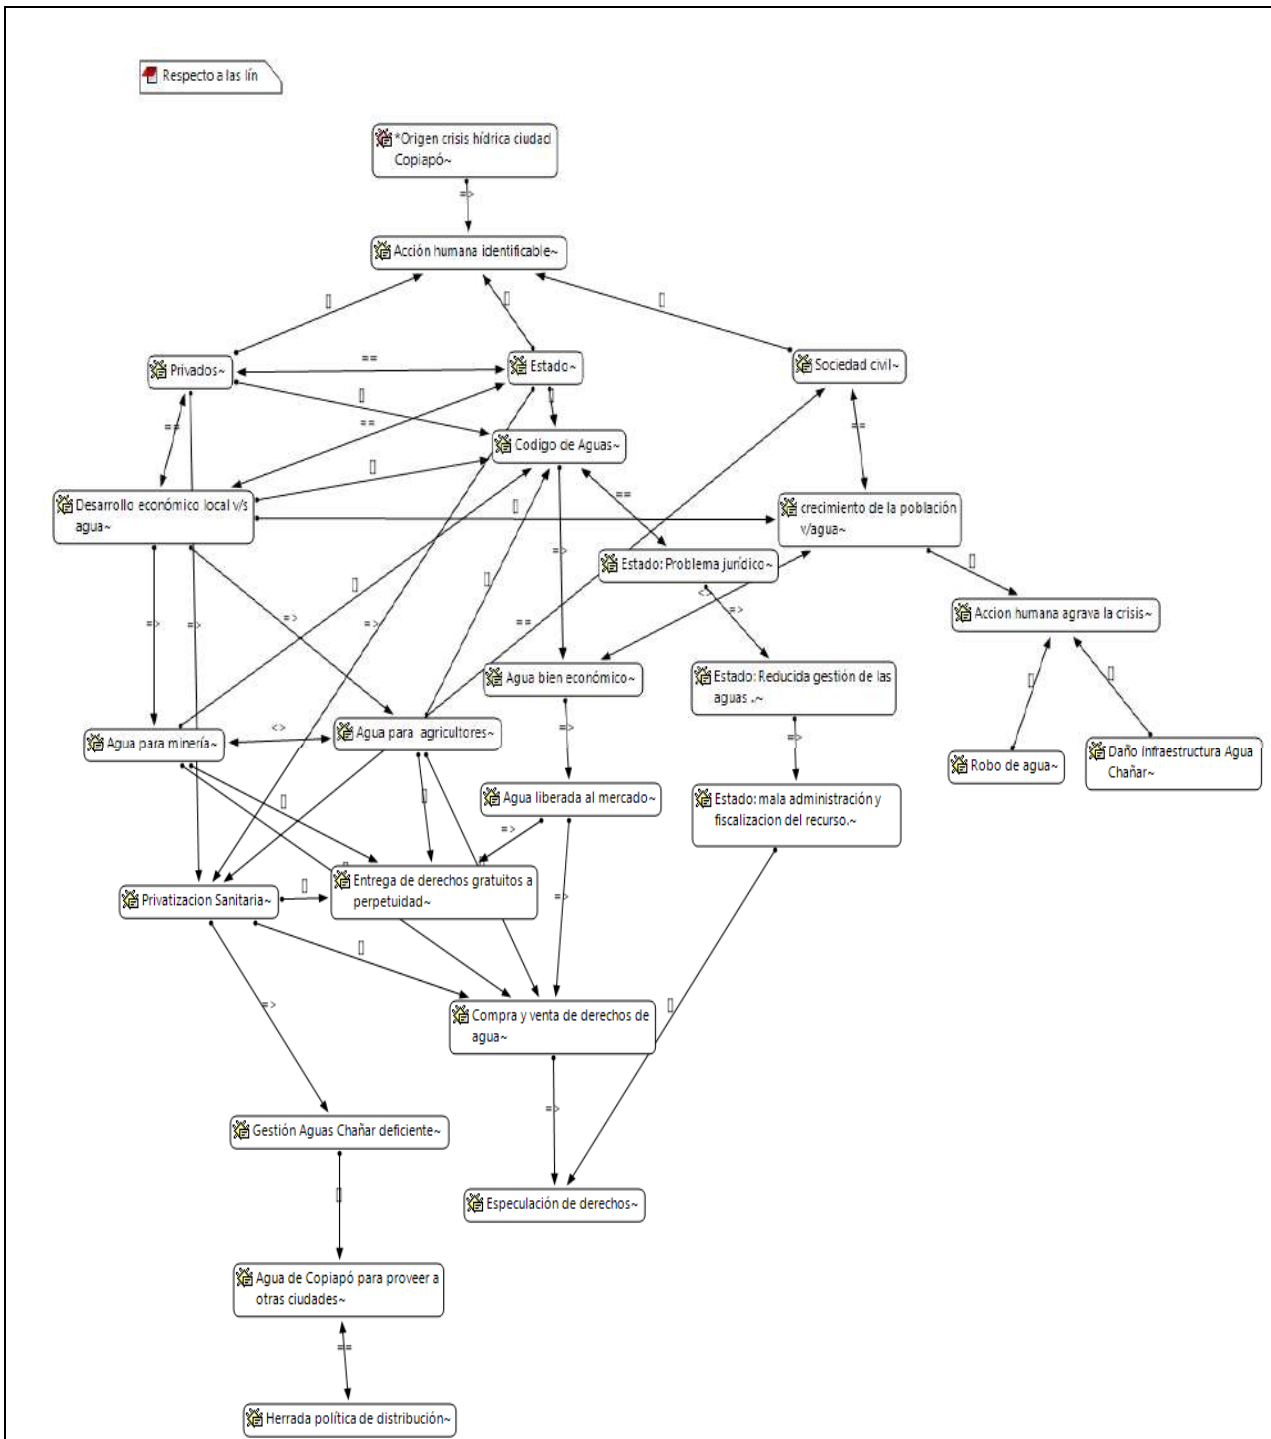 Respecto a las lín
*Origen crisis hídrica ciudad
Copiapó~
=>
Acción humana identificable~
[]
[]
[]
Privados~
==
Estado~
Sociedad civil~
[]
[]
==
==
==
Codigo de Aguas~
[]
==
Desarrollo económico local v/s
agua~
[]
crecimiento de la población
v/agua~
=>
Estado: Problema jurídico~
[]
[]
[]
<>
=>
Accion humana agrava la crisis~
=>
=>
=>
=>
==
Agua bien económico~
Estado: Reducida gestión de las
aguas .~
[]
[]
Agua para minería~
<>
Agua para  agricultores~
=>
=>
Robo de agua~
Daño Infraestructura Agua
Chañar~
Agua liberada al mercado~
Estado: mala administración y
fiscalizacion del recurso.~
[]
[]
=>
Privatizacion Sanitaria~
[]
Entrega de derechos gratuitos a
perpetuidad~
=>
[]
=>
Compra y venta de derechos de
agua~
[]
=>
Gestión Aguas Chañar deficiente~
[]
Especulación de derechos~
Agua de Copiapó para proveer a
otras ciudades~
==
Herrada política de distribución~